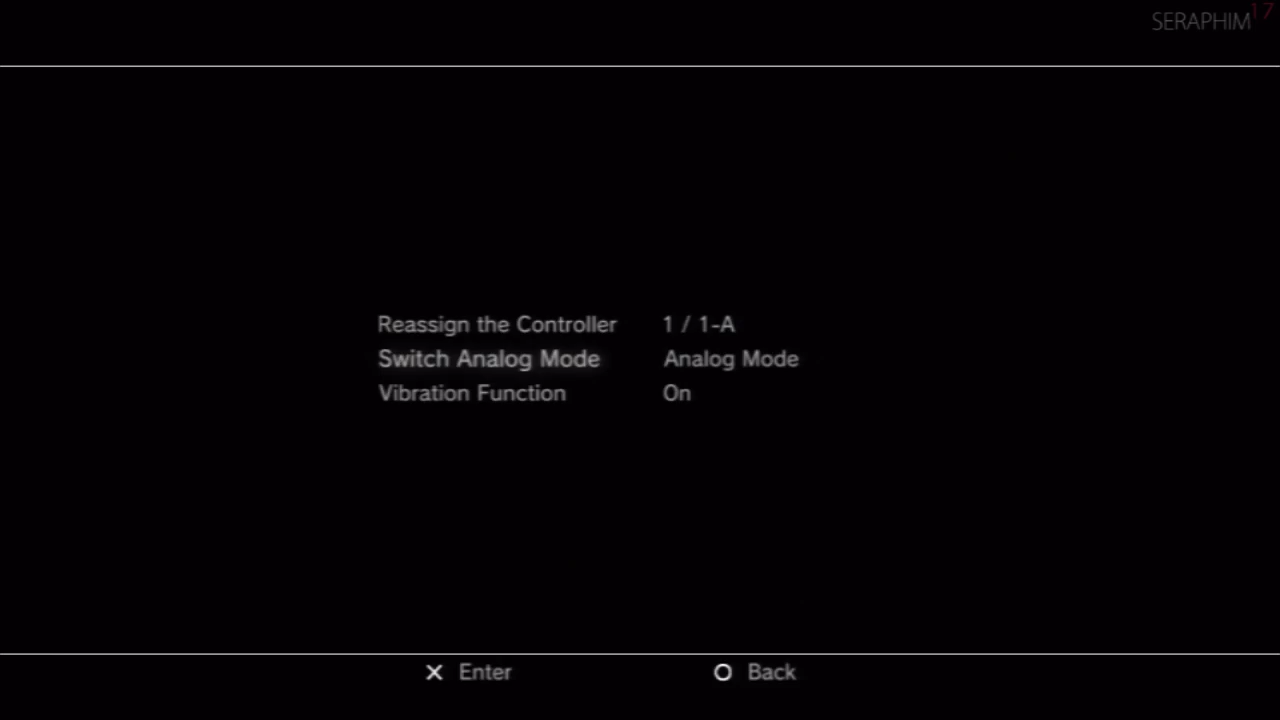 SERAPHIM17
Reassign the Controller 1 / 1-A
Switch Analog Mode Analog Mode
Vibration Function On
X Enter O Back